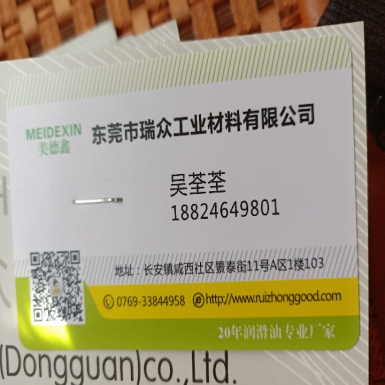 MEIDEXIN
美德鑫
东莞市瑞众工业材料有限公司
吴荃荃
18824649801
地址：长安镇咸西社区景泰街11号A区1楼103
0769-33844958
http://www.ruizhonggood.com
20年润滑油 专业厂家
(Dongguan)co.,Ltd.